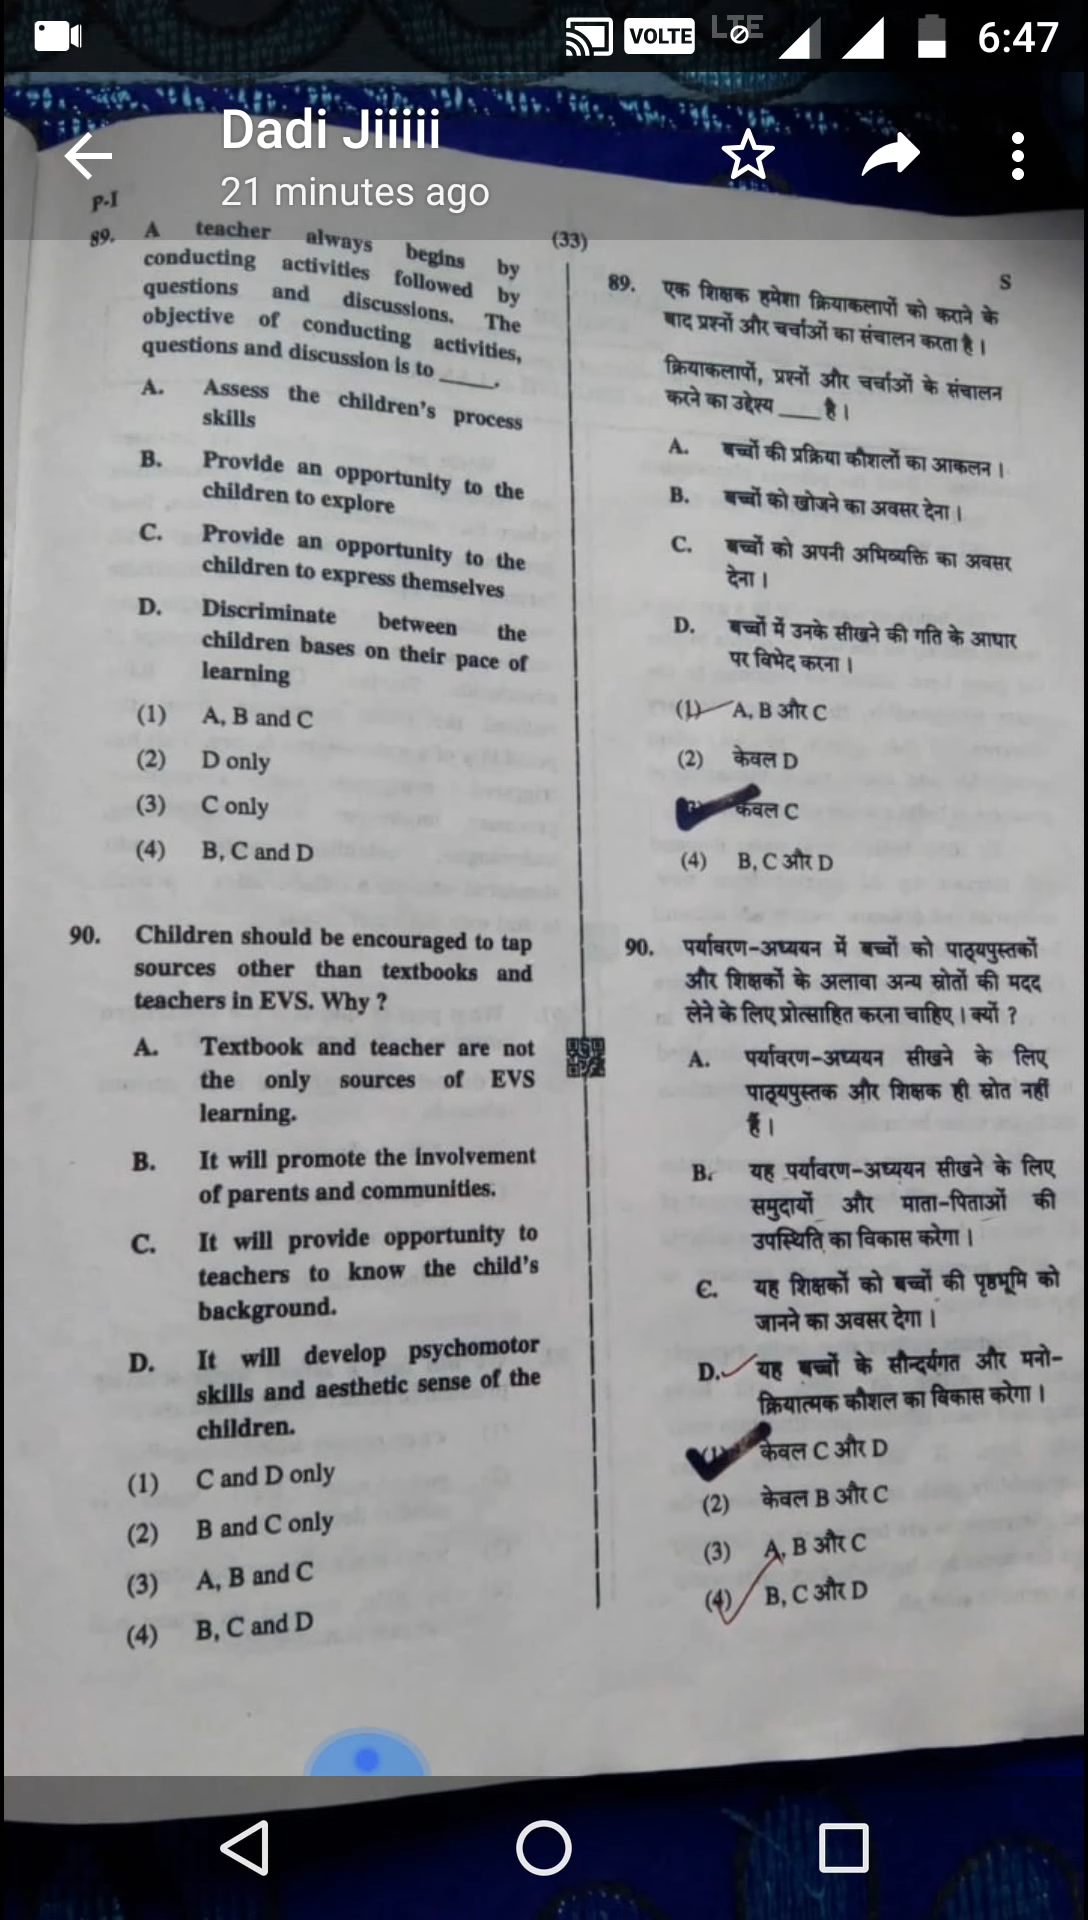 VOLTE
LTE
6:47
Dadi Jiiiii
21 minutes ago
P-I
(33)
S
89. A teacher always begins by
conducting activities followed by
questions and discussions. The
objective of conducting activities,
questions and discussion is to _____.
A. Assess the children's process
skills
B. Provide an opportunity to the
children to explore
C. Provide an opportunity to the
children to express themselves
D. Discriminate between the
children bases on their pace of
learning
(1) A, B and C
(2) D only
(3) C only
(4) B, C and D
90. Children should be encouraged to tap
sources other than textbooks and
teachers in EVS. Why ?
A. Textbook and teacher are not
the only sources of EVS
learning.
B. It will promote the involvement
of parents and communities.
C. It will provide opportunity to
teachers to know the child's
background.
D. It will develop psychomotor
skills and aesthetic sense of the
children.
(1) C and D only
(2) B and C only
(3) A, B and C
(4) B, C and D
89. एक शिक्षक हमेशा क्रियाकलापों को कराने के
बाद प्रश्नों और चर्चाओं का संचालन करता है ।
क्रियाकलापों, प्रश्नों और चर्चाओं के संचालन
करने का उद्देश्य ____ है ।
A. बच्चों की प्रक्रिया कौशलों का आकलन ।
B. बच्चों को खोजने का अवसर देना ।
C. बच्चों को अपनी अभिव्यक्ति का अवसर
देना ।
D. बच्चों में उनके सीखने की गति के आधार
पर विभेद करना ।
(1) A, B और C
(2) केवल D
केवल C
(4) B, C और D
90. पर्यावरण-अध्ययन में बच्चों को पाठ्यपुस्तकों
और शिक्षकों के अलावा अन्य स्रोतों की मदद
लेने के लिए प्रोत्साहित करना चाहिए । क्यों ?
A. पर्यावरण-अध्ययन सीखने के लिए
पाठ्यपुस्तक और शिक्षक ही स्रोत नहीं
हैं ।
B. यह पर्यावरण-अध्ययन सीखने के लिए
समुदायों और माता-पिताओं की
उपस्थिति का विकास करेगा ।
C. यह शिक्षकों को बच्चों की पृष्ठभूमि को
जानने का अवसर देगा ।
D. यह बच्चों के सौन्दर्यगत और मनो-
क्रियात्मक कौशल का विकास करेगा ।
(1) केवल C और D
(2) केवल B और C
(3) A, B और C
(4) B, C और D